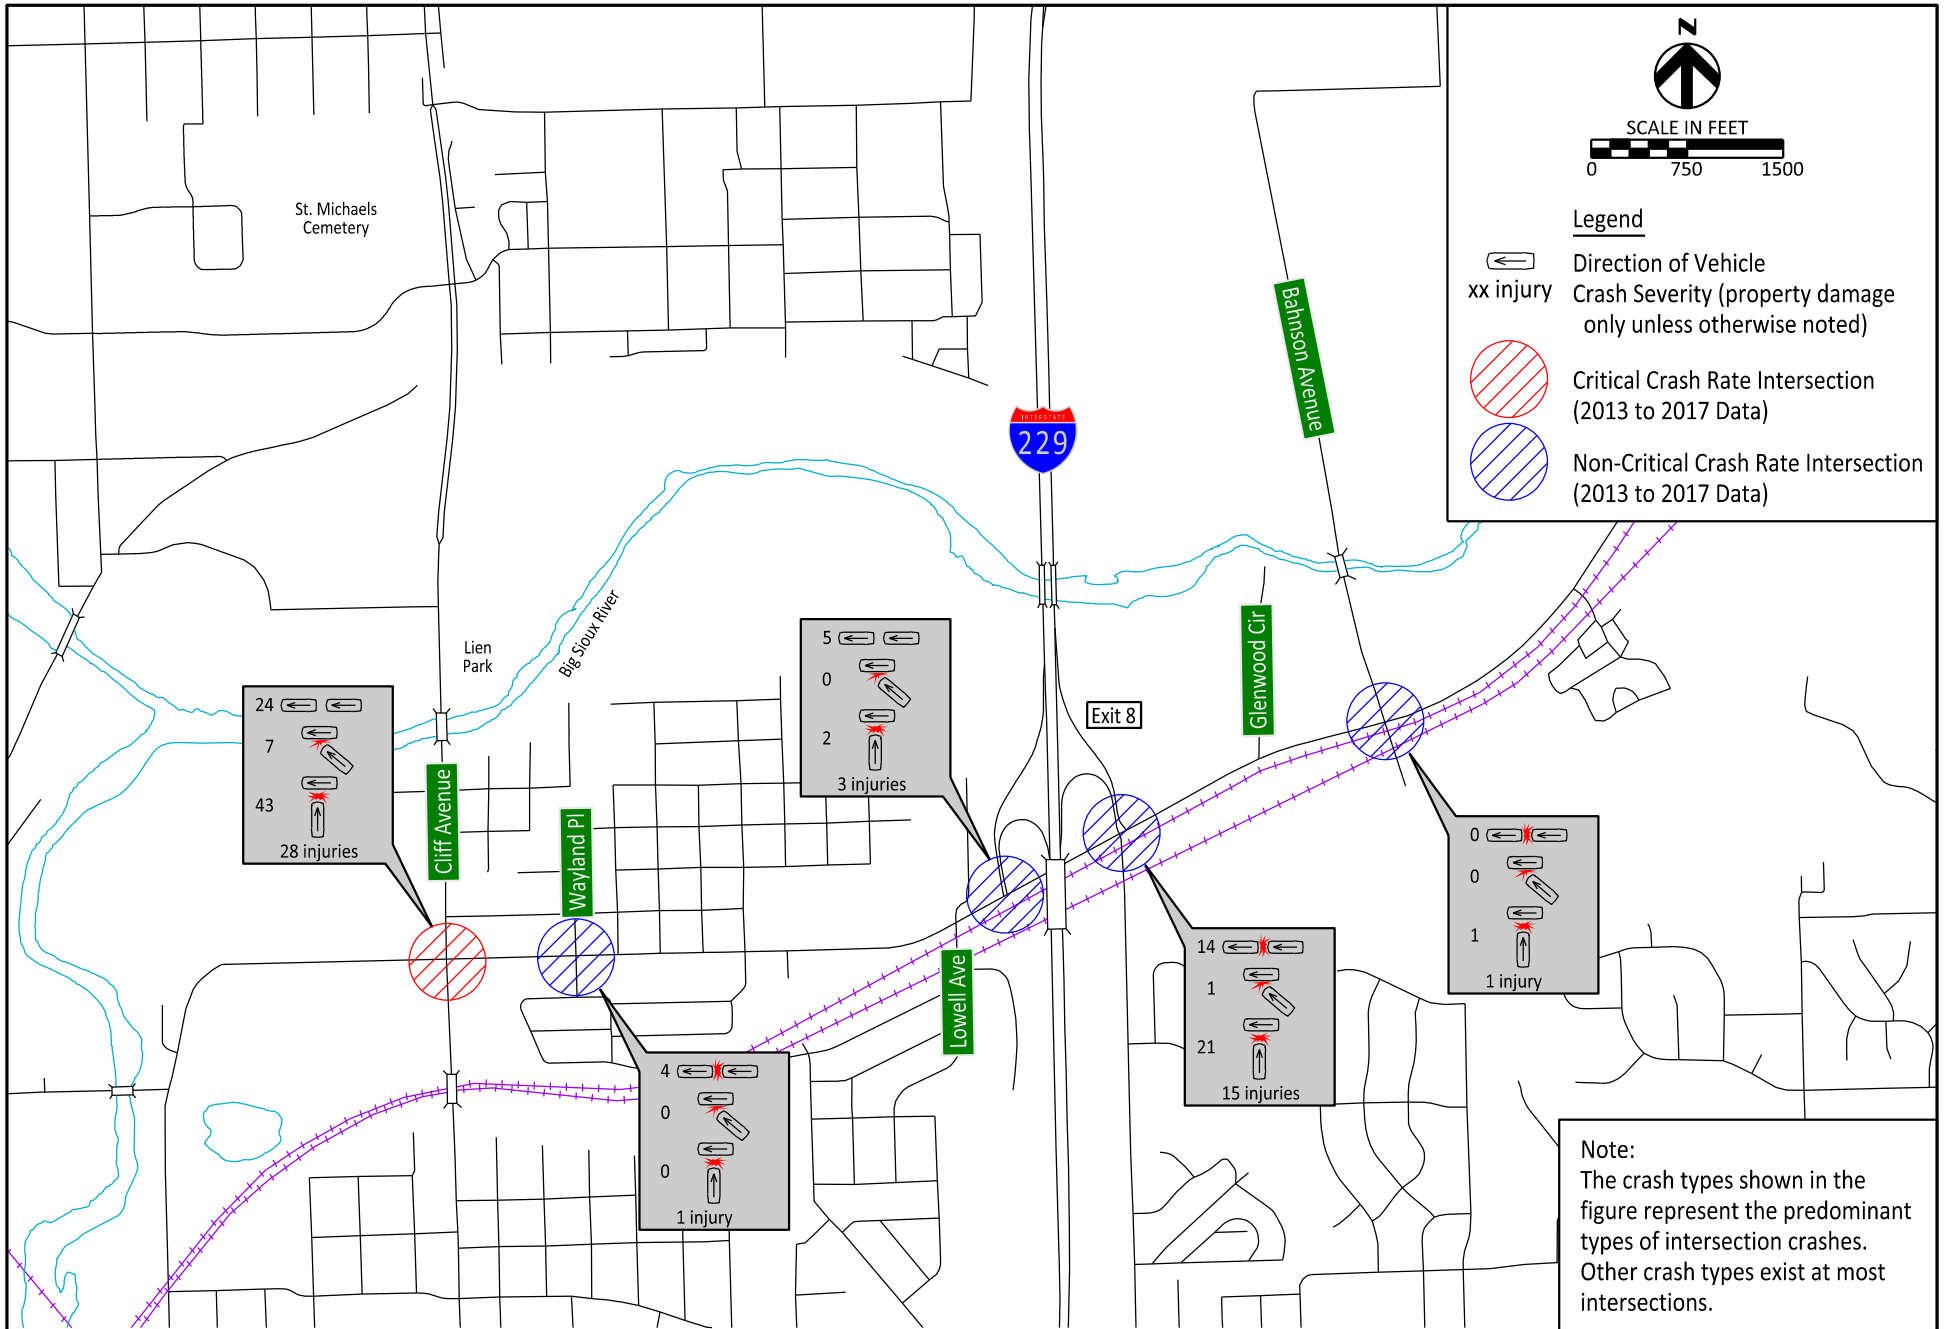 N
SCALE IN FEET
0 750 1500
Legend
Direction of Vehicle
xx injury Crash Severity (property damage
only unless otherwise noted)
Critical Crash Rate Intersection
(2013 to 2017 Data)
Non-Critical Crash Rate Intersection
(2013 to 2017 Data)
St. Michaels
Cemetery
Bahnson Avenue
INTERSTATE
229
Lien
Park
Big Sioux River
Glenwood Cir
Exit 8
Cliff Avenue
Wayland Pl
Lowell Ave
24
7
43
28 injuries
5
0
2
3 injuries
4
0
0
1 injury
14
1
21
15 injuries
0
0
1
1 injury
Note:
The crash types shown in the
figure represent the predominant
types of intersection crashes.
Other crash types exist at most
intersections.